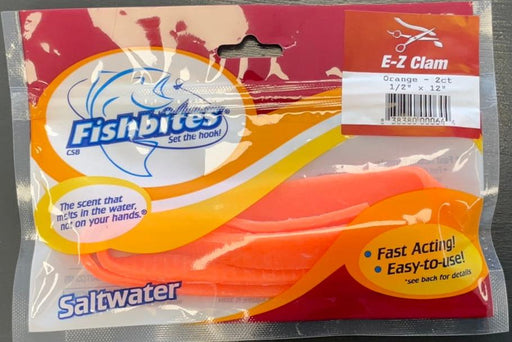 E-Z Clam
Orange - 2ct
1/2" x 12"
Fishbites
Set the hook!
CSB
The scent that
melts in the water,
not on your hands.®
Fast Acting!
Easy-to-use!
*see back for details
Saltwater